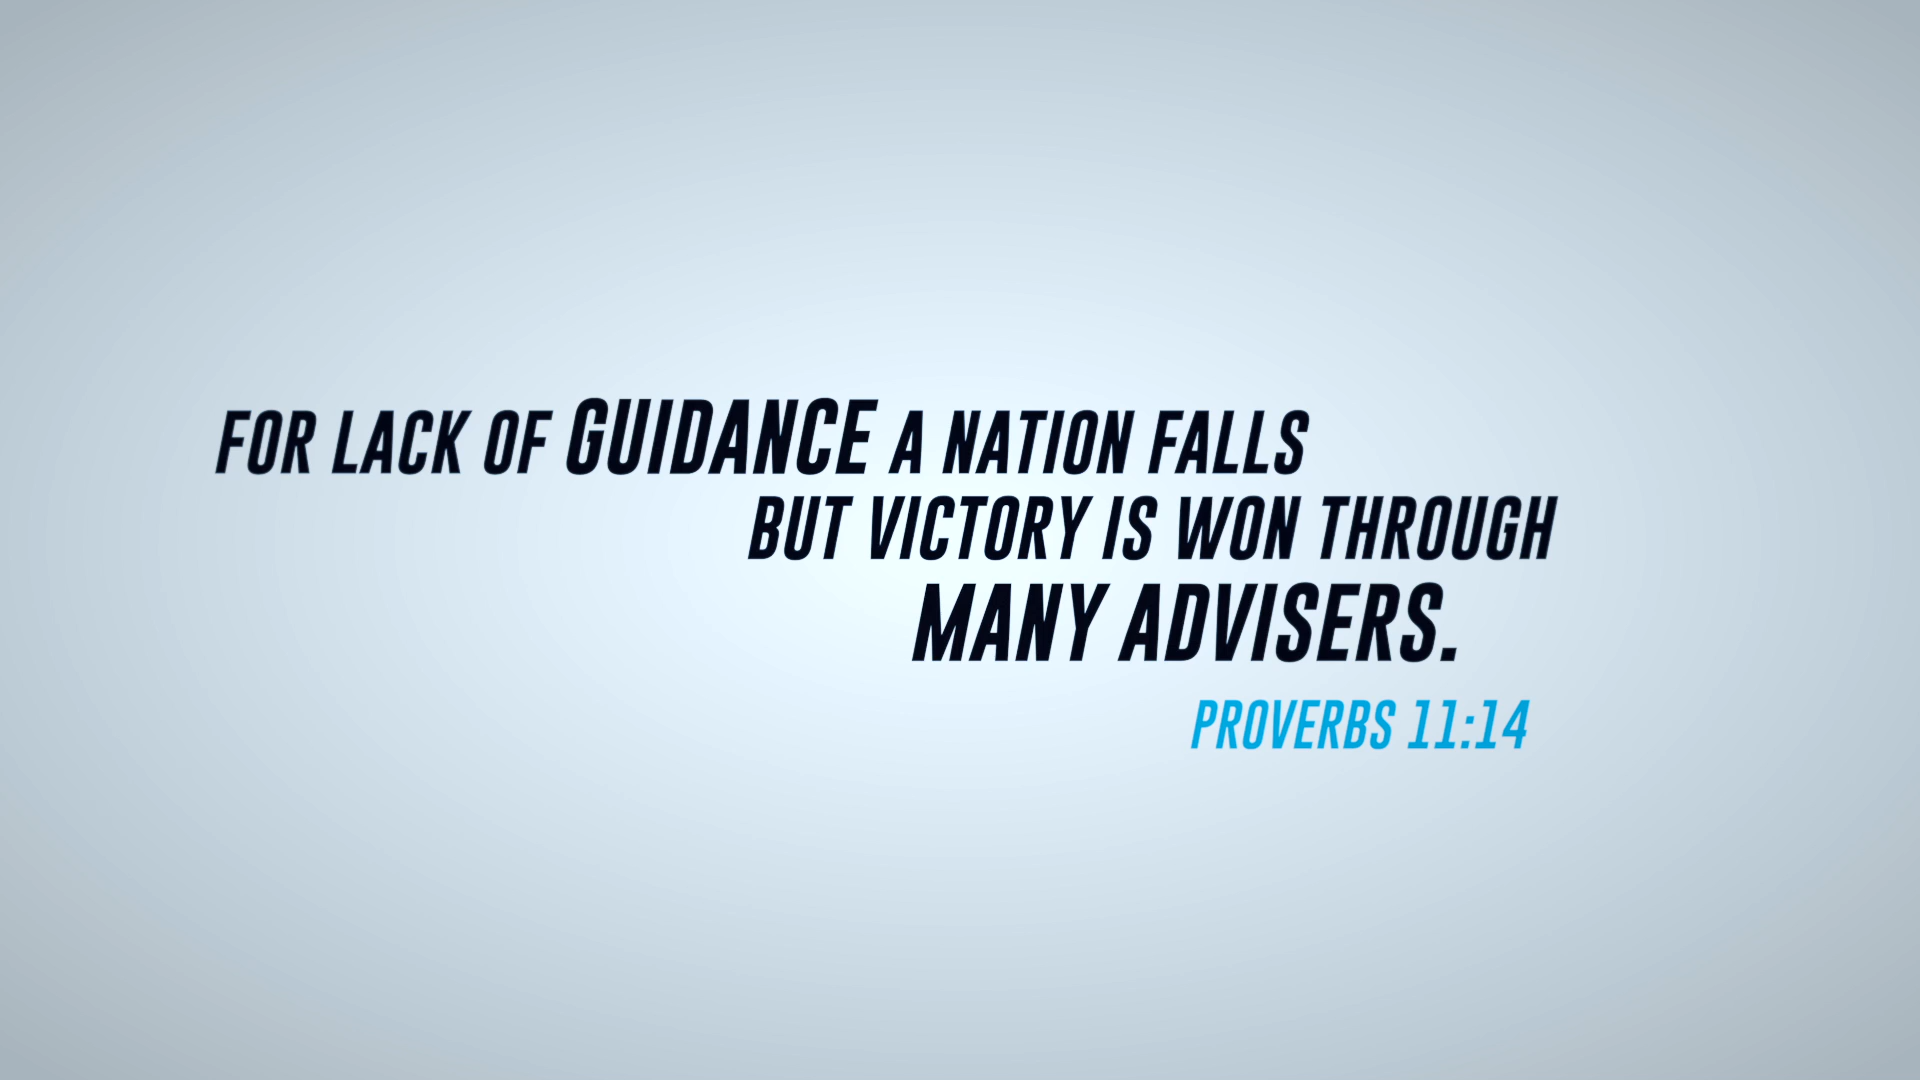 FOR LACK OF GUIDANCE A NATION FALLS
BUT VICTORY IS WON THROUGH
MANY ADVISERS.
PROVERBS 11:14